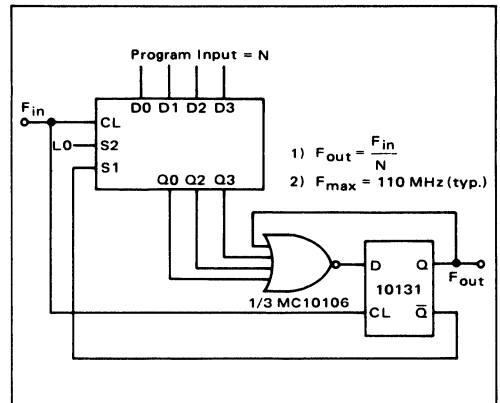 Program Input = N
D0 D1 D2 D3
Fin
CL
LO
S2
S1
Q0 Q2 Q3
1) Fout = Fin
N
2) Fmax = 110 MHz (typ.)
D Q
10131
CL Q̅
Fout
1/3 MC10106